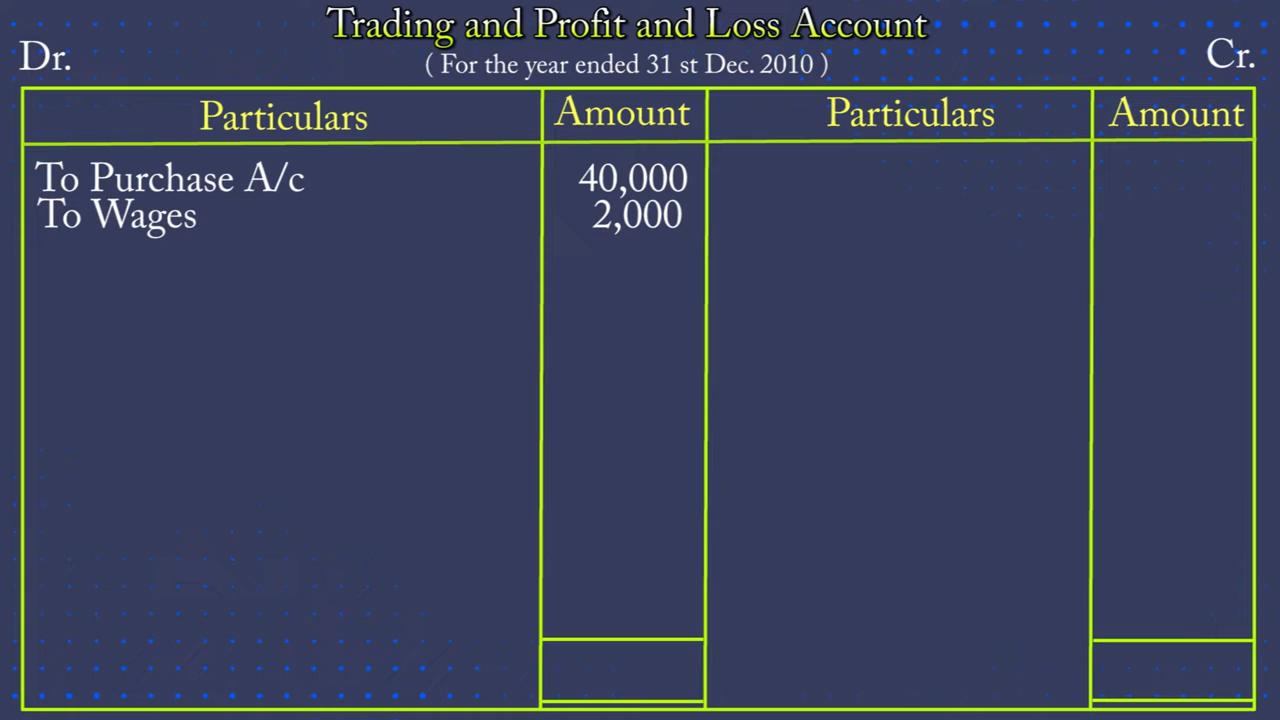 Trading and Profit and Loss Account
Dr.
( For the year ended 31 st Dec. 2010 )
Cr.
Particulars Amount Particulars Amount
To Purchase A/c 40,000
To Wages 2,000